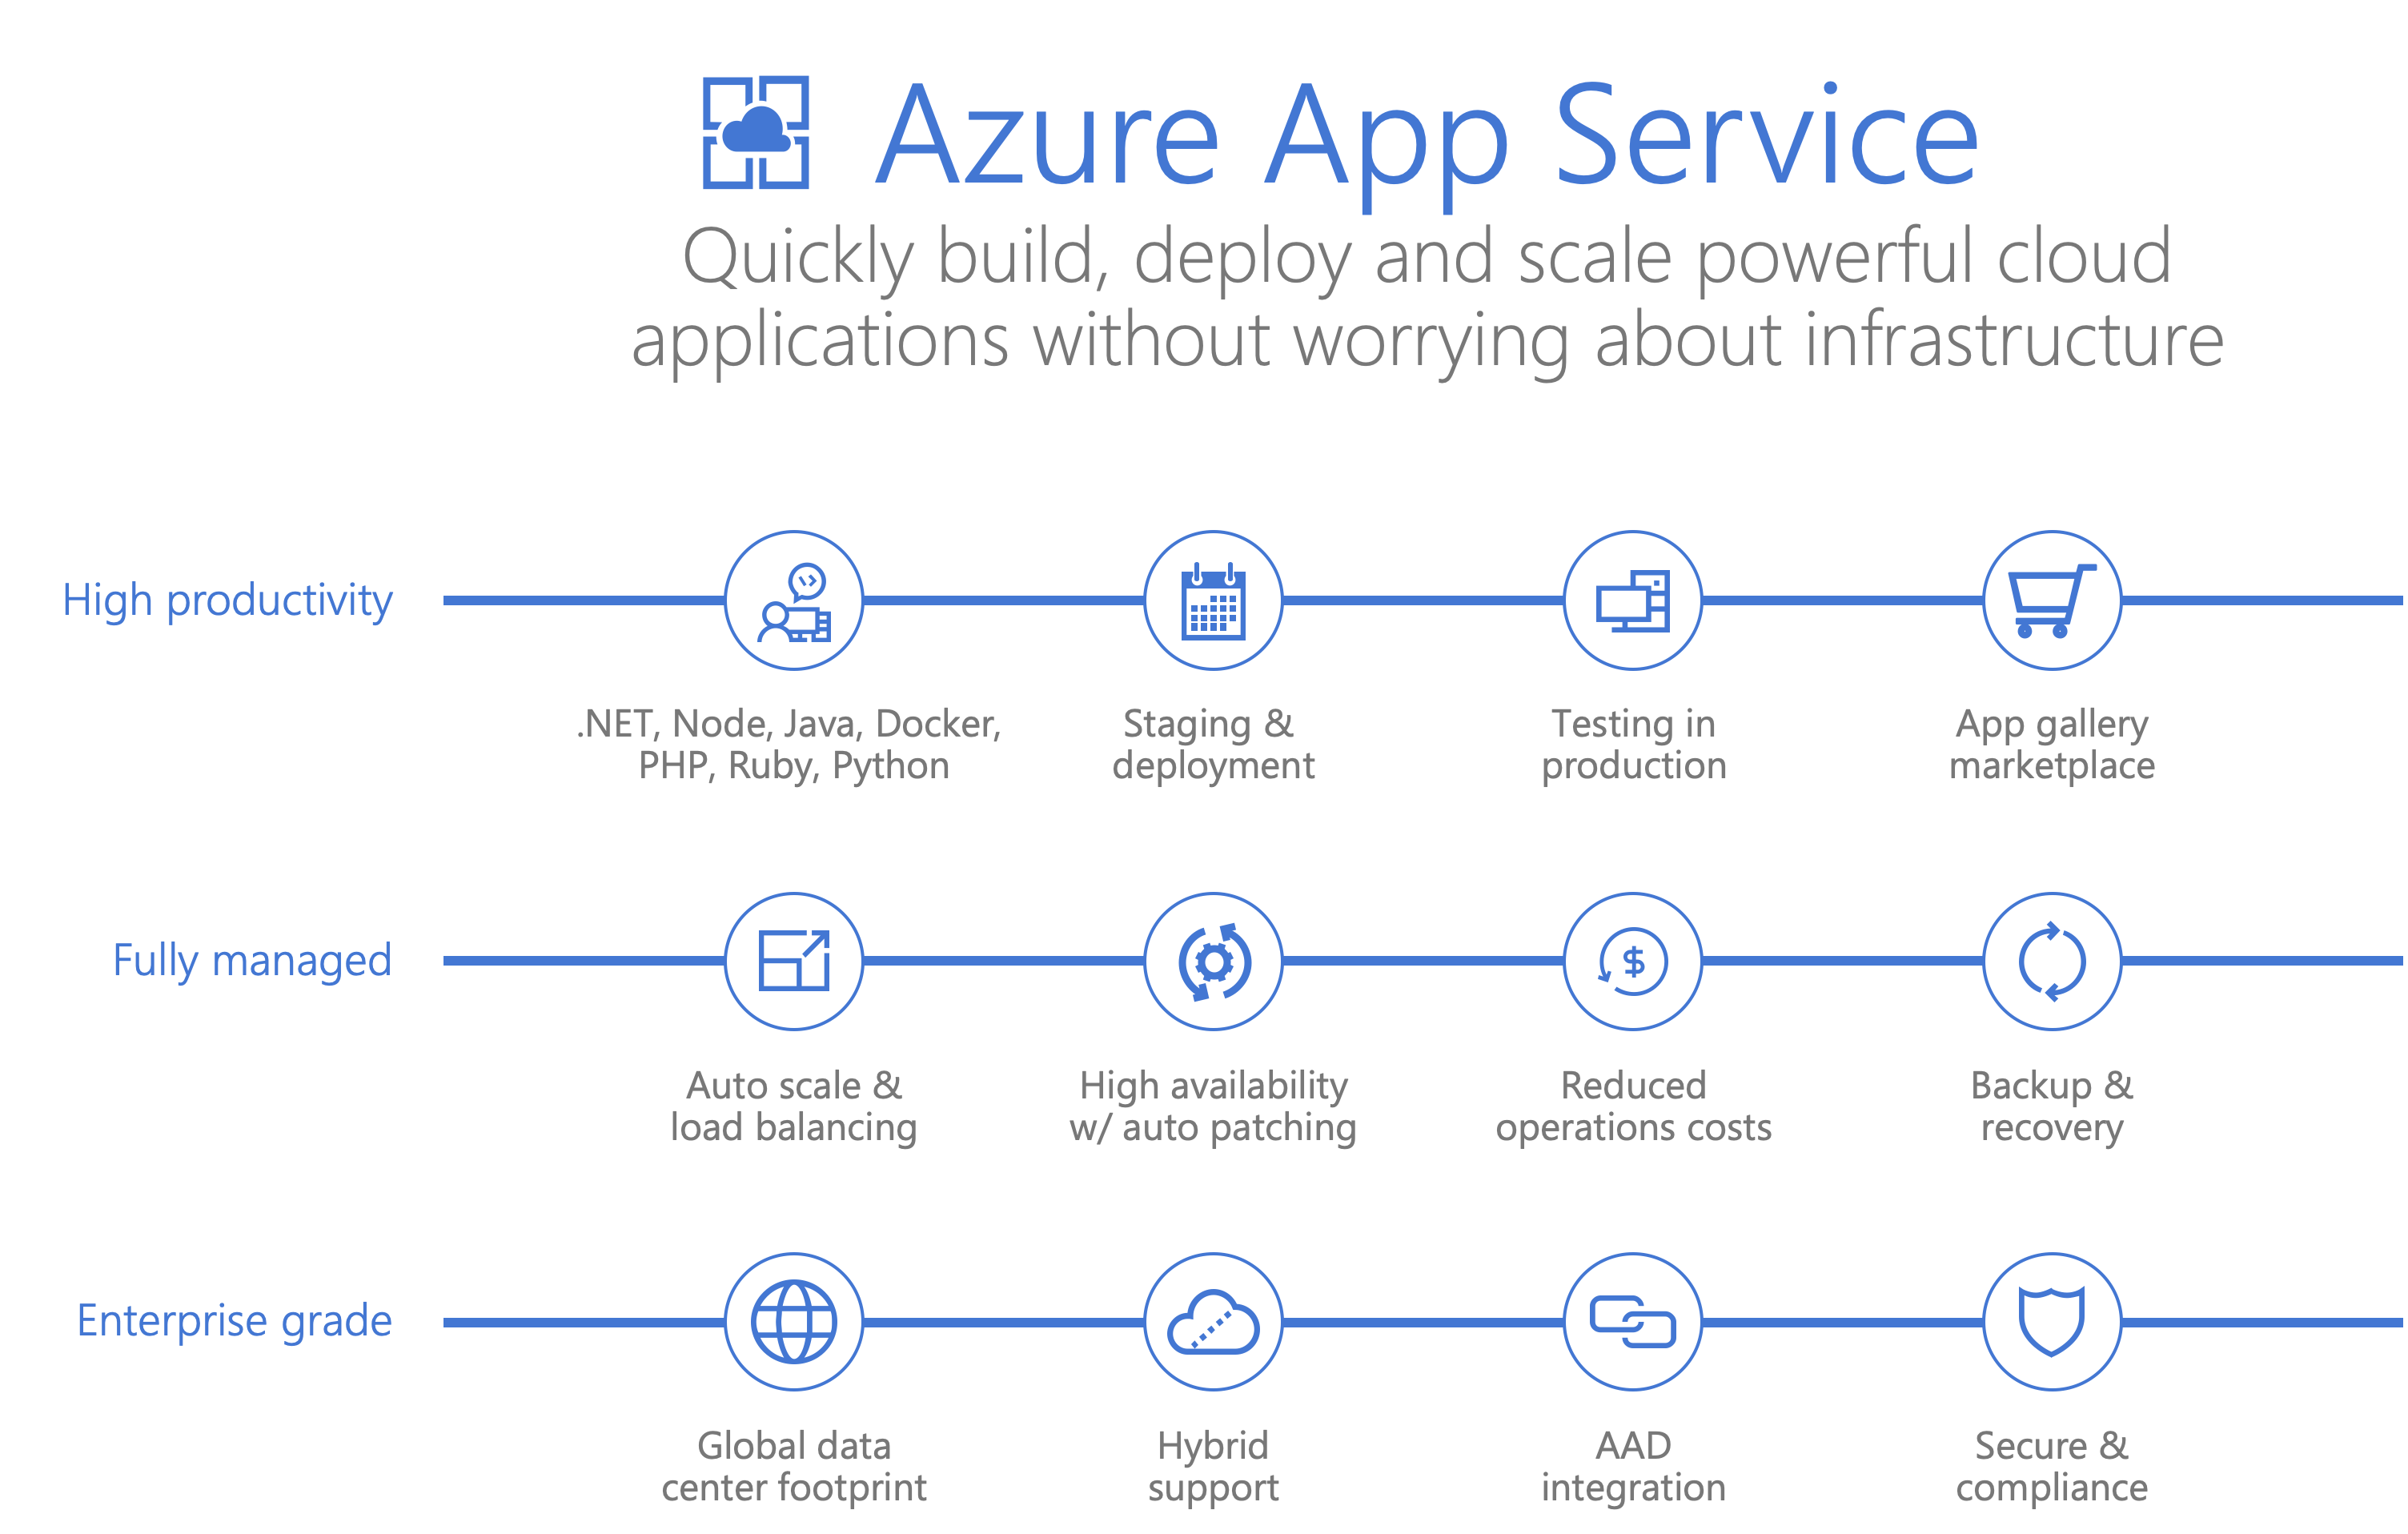 Azure App Service
Quickly build, deploy and scale powerful cloud
applications without worrying about infrastructure
High productivity
.NET, Node, Java, Docker,
PHP, Ruby, Python
Staging &
deployment
Testing in
production
App gallery
marketplace
Fully managed
Auto scale &
load balancing
High availability
w/ auto patching
Reduced
operations costs
Backup &
recovery
Enterprise grade
Global data
center footprint
Hybrid
support
AAD
integration
Secure &
compliance